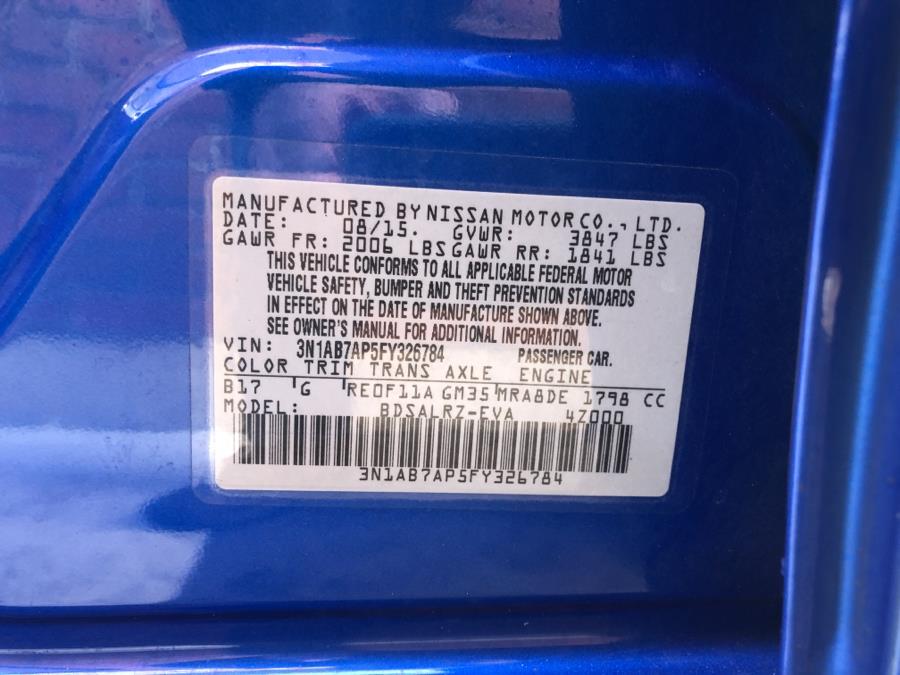 MANUFACTURED BY NISSAN MOTOR CO., LTD.
DATE: 08/15. GVWR: 3847 LBS
GAWR FR: 2006 LBS GAWR RR: 1841 LBS
THIS VEHICLE CONFORMS TO ALL APPLICABLE FEDERAL MOTOR
VEHICLE SAFETY, BUMPER AND THEFT PREVENTION STANDARDS
IN EFFECT ON THE DATE OF MANUFACTURE SHOWN ABOVE.
SEE OWNER'S MANUAL FOR ADDITIONAL INFORMATION.
VIN: 3N1AB7AP5FY326784 PASSENGER CAR.
COLOR TRIM TRANS AXLE ENGINE
B17 G RE0F11A GM35 MRA8DE 1798 CC
MODEL: BDSALRZ-EVA 4Z000
3N1AB7AP5FY326784